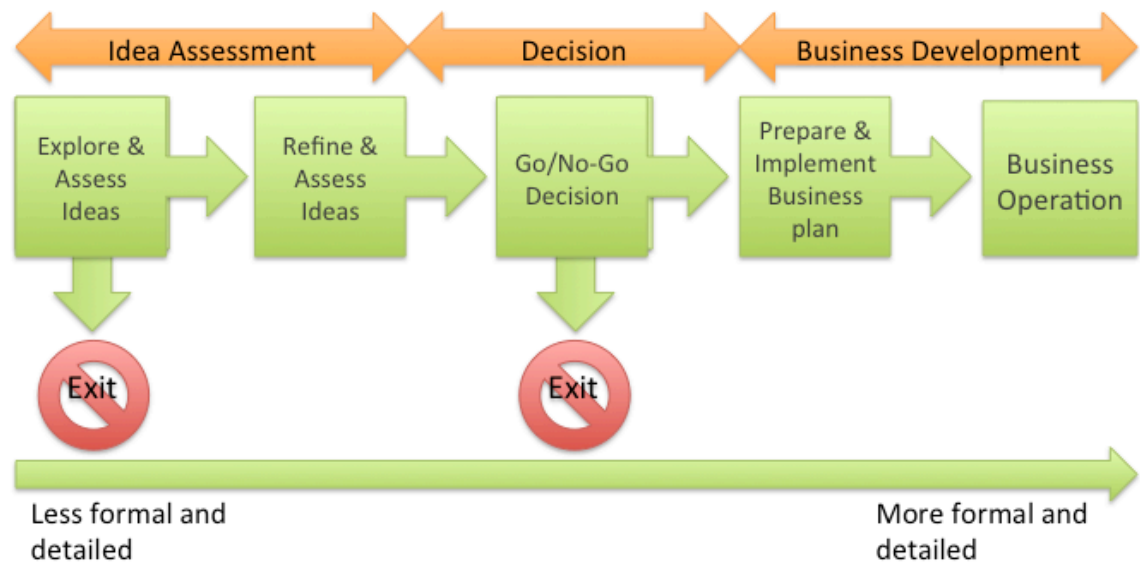 Idea Assessment
Decision
Business Development
Explore &
Assess
Ideas
Refine &
Assess
Ideas
Go/No-Go
Decision
Prepare &
Implement
Business
plan
Business
Operation
Exit
Exit
Less formal and
detailed
More formal and
detailed